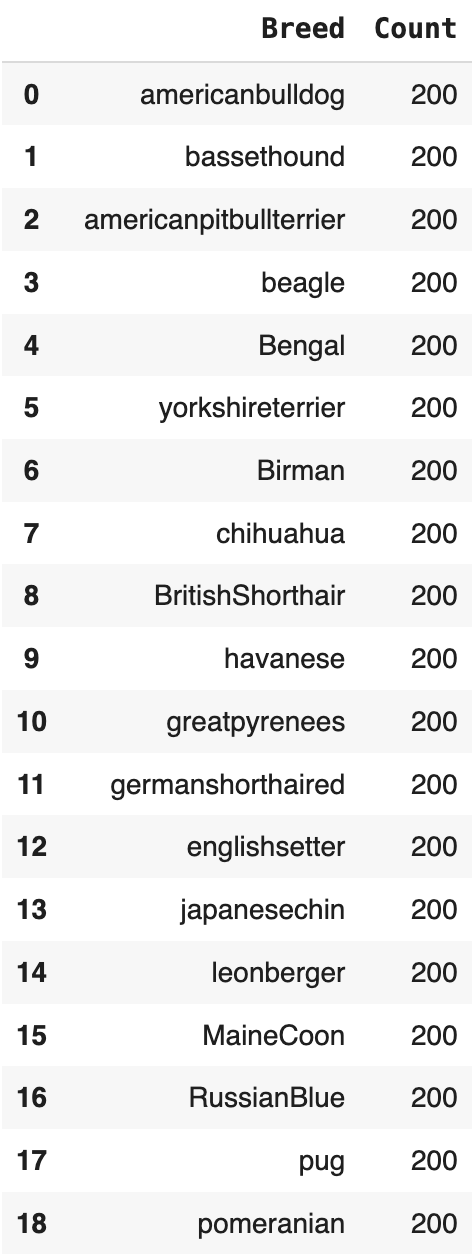 Breed Count
0 americanbulldog 200
1 bassethound 200
2 americanpitbullterrier 200
3 beagle 200
4 Bengal 200
5 yorkshireterrier 200
6 Birman 200
7 chihuahua 200
8 BritishShorthair 200
9 havanese 200
10 greatpyrenees 200
11 germanshorthaired 200
12 englishsetter 200
13 japanesechin 200
14 leonberger 200
15 MaineCoon 200
16 RussianBlue 200
17 pug 200
18 pomeranian 200